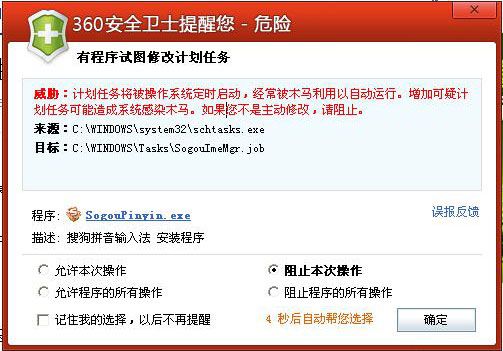 360安全卫士提醒您 - 危险
有程序试图修改计划任务
威胁：计划任务将被操作系统定时启动，经常被木马利用以自动运行。增加可疑计
划任务可能造成系统感染木马。如果您不是主动修改，请阻止。
来源：C:\WINDOWS\system32\schtasks.exe
目标：C:\WINDOWS\Tasks\SogouImeMgr.job
程序： SogouPinyin.exe 误报反馈
描述： 搜狗拼音输入法 安装程序
允许本次操作 阻止本次操作
允许程序的所有操作 阻止程序的所有操作
记住我的选择，以后不再提醒 4 秒后自动帮您选择 确定